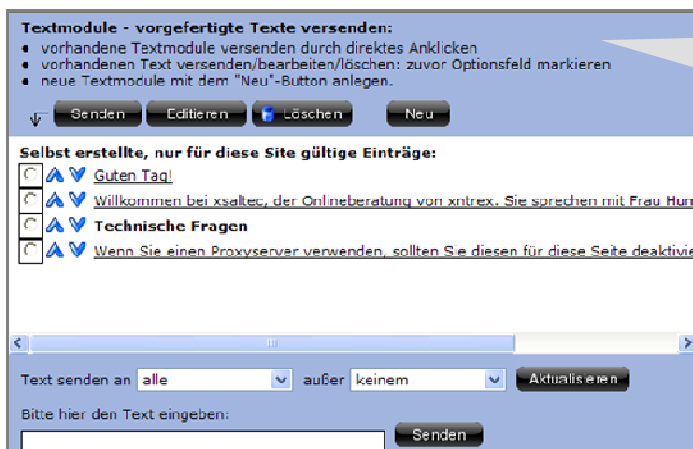 Textmodule - vorgefertigte Texte versenden:
vorhandene Textmodule versenden durch direktes Anklicken
vorhandenen Text versenden/bearbeiten/löschen: zuvor Optionsfeld markieren
neue Textmodule mit dem "Neu"-Button anlegen.
Senden Editieren Löschen Neu
Selbst erstellte, nur für diese Site gültige Einträge:
Guten Tag!
Willkommen bei xsaltec, der Onlineberatung von xntrex. Sie sprechen mit Frau Hum
Technische Fragen
Wenn Sie einen Proxyserver verwenden, sollten Sie diesen für diese Seite deaktivie
Text senden an alle außer keinem Aktualisieren
Bitte hier den Text eingeben:
Senden